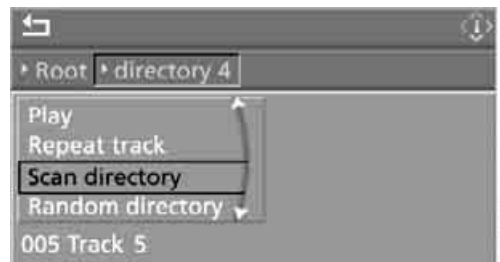 Root directory 4
Play
Repeat track
Scan directory
Random directory
005 Track 5